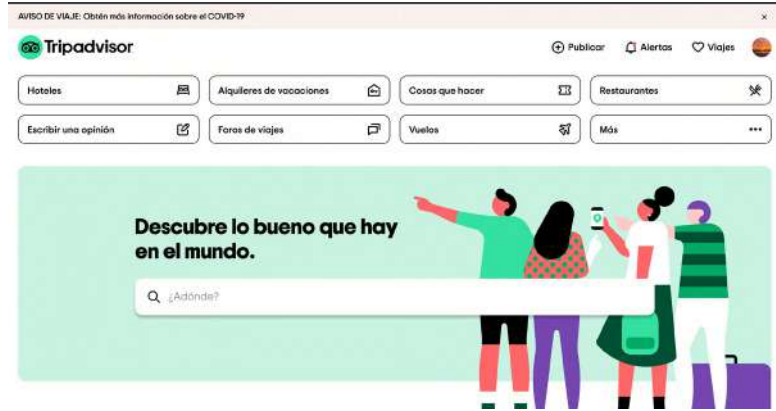 AVISO DE VIAJE: Obtén más información sobre el COVID-19
Tripadvisor
Publicar Alertas Viajes
Hoteles Alquileres de vacaciones Cosas que hacer Restaurantes
Escribir una opinión Foros de viajes Vuelos Más
Descubre lo bueno que hay
en el mundo.
¿Adónde?